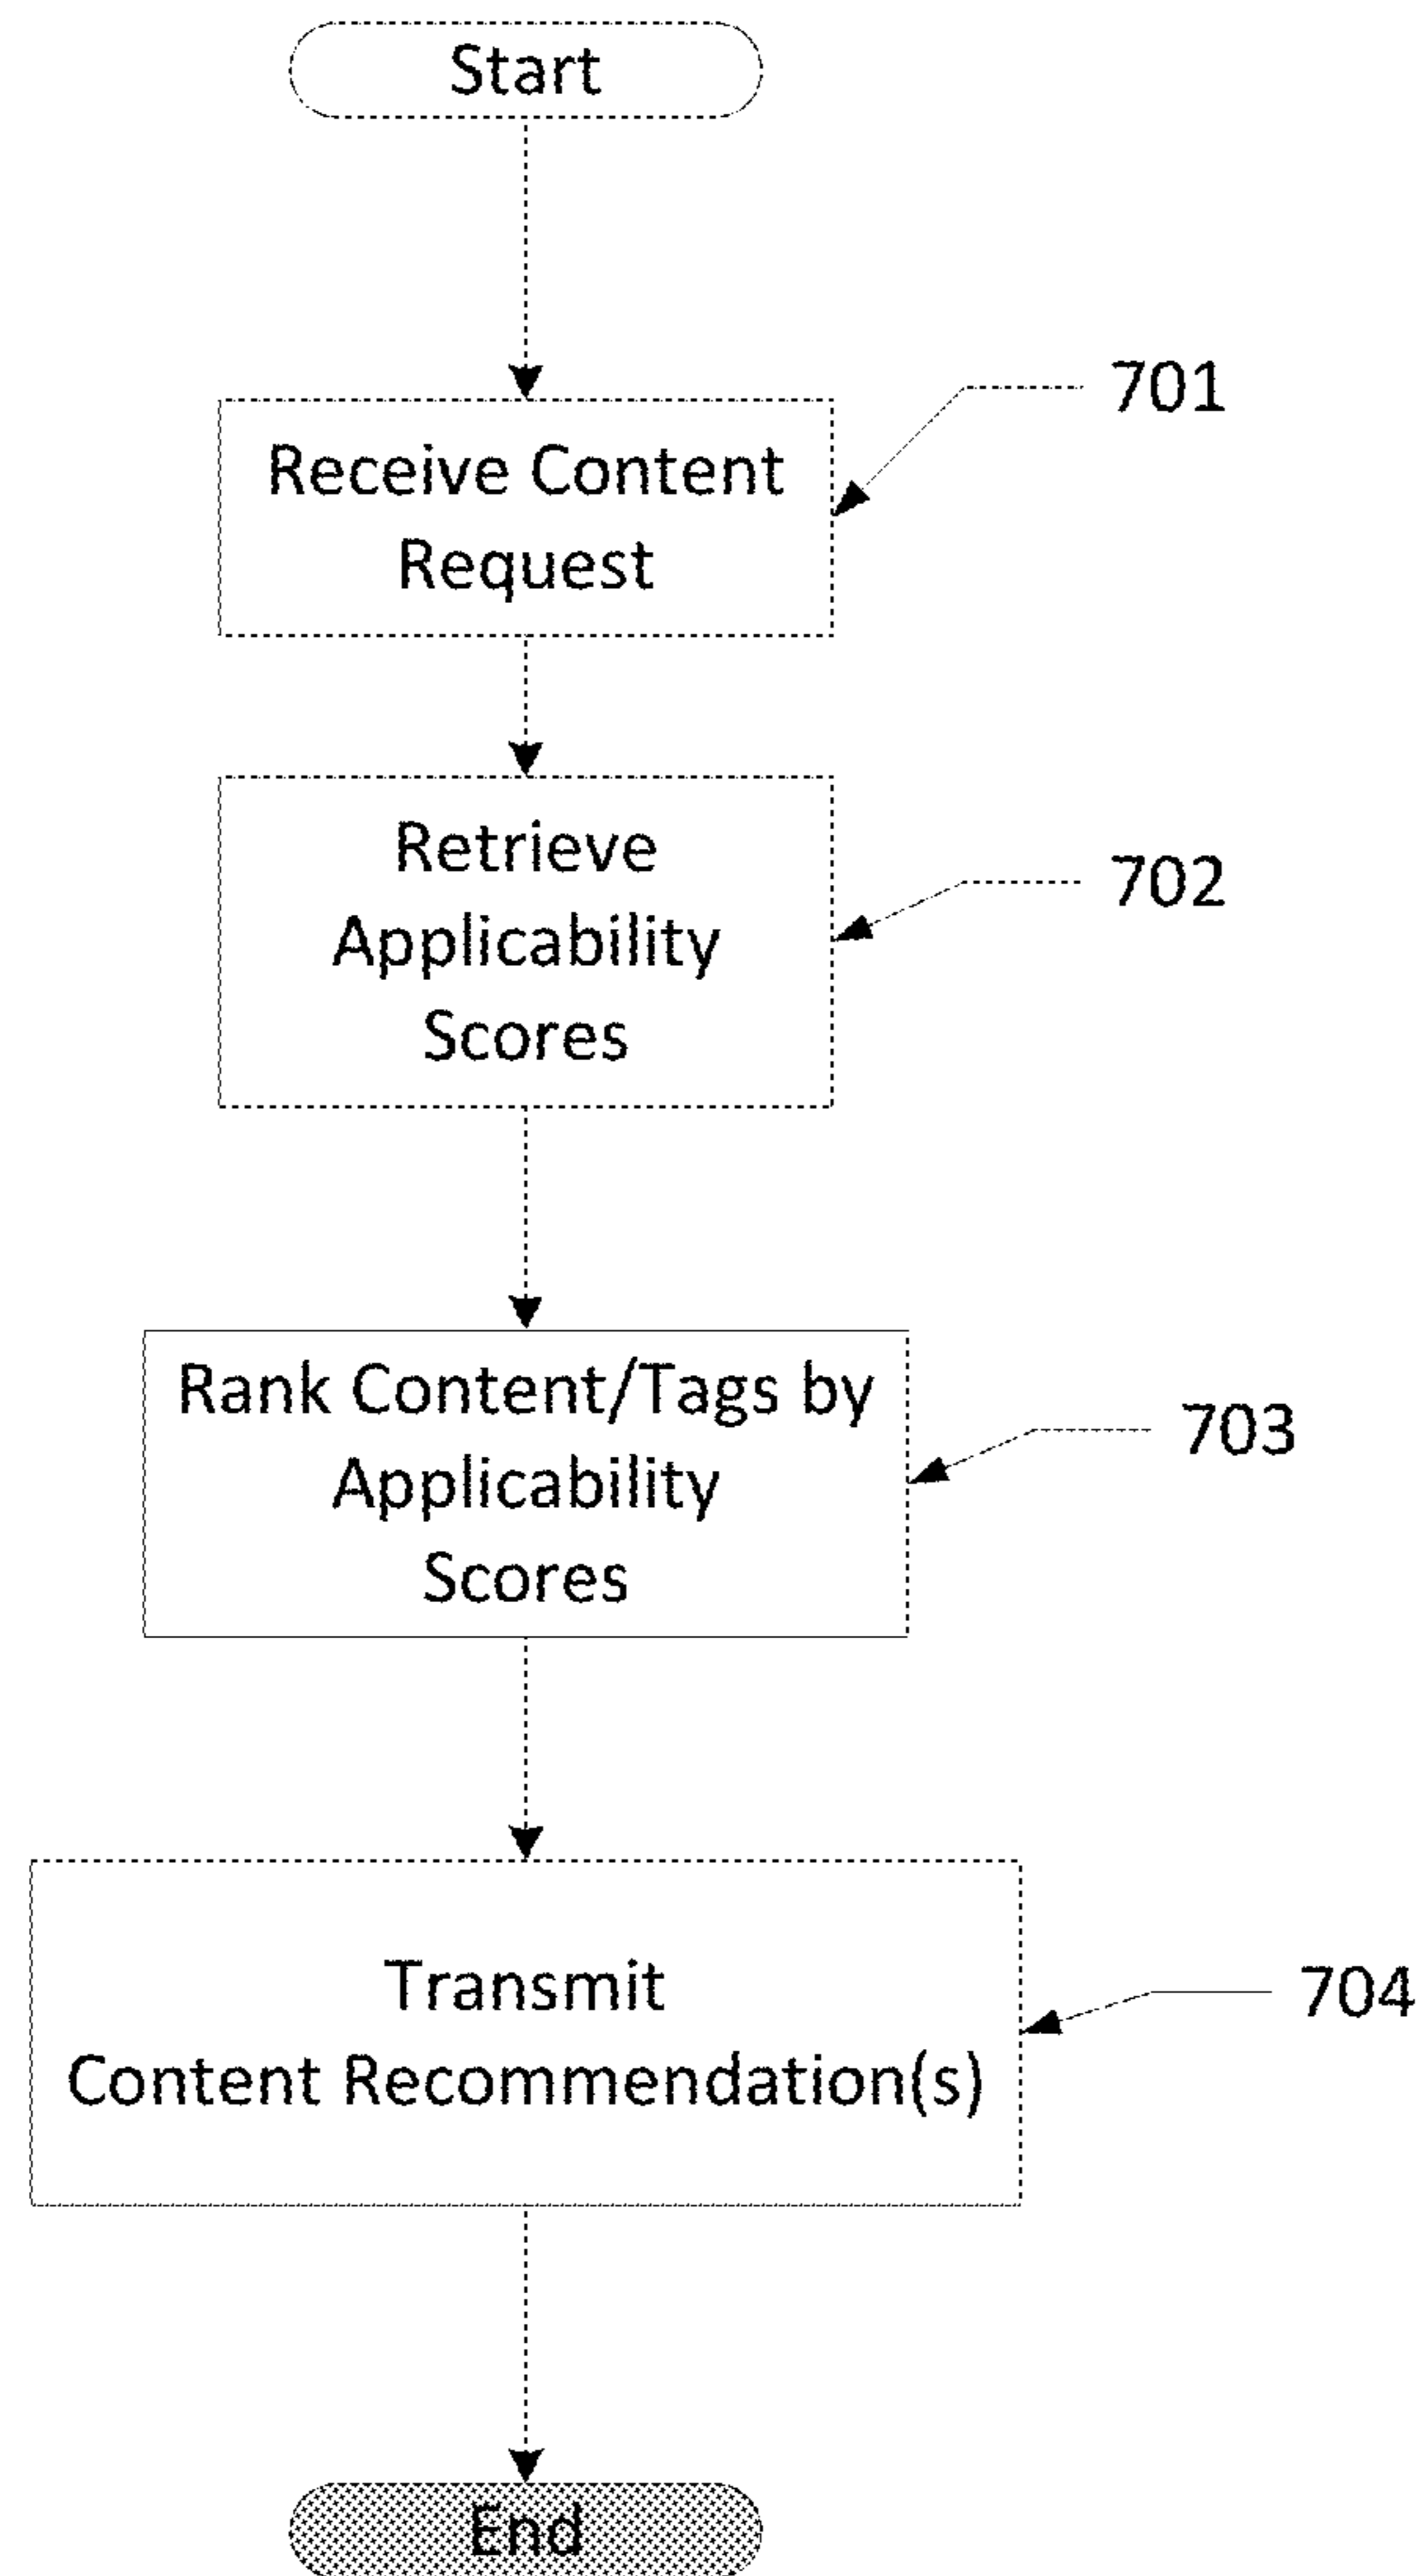 Start
701
Receive Content
Request
702
Retrieve
Applicability
Scores
703
Rank Content/Tags by
Applicability
Scores
704
Transmit
Content Recommendation(s)
End